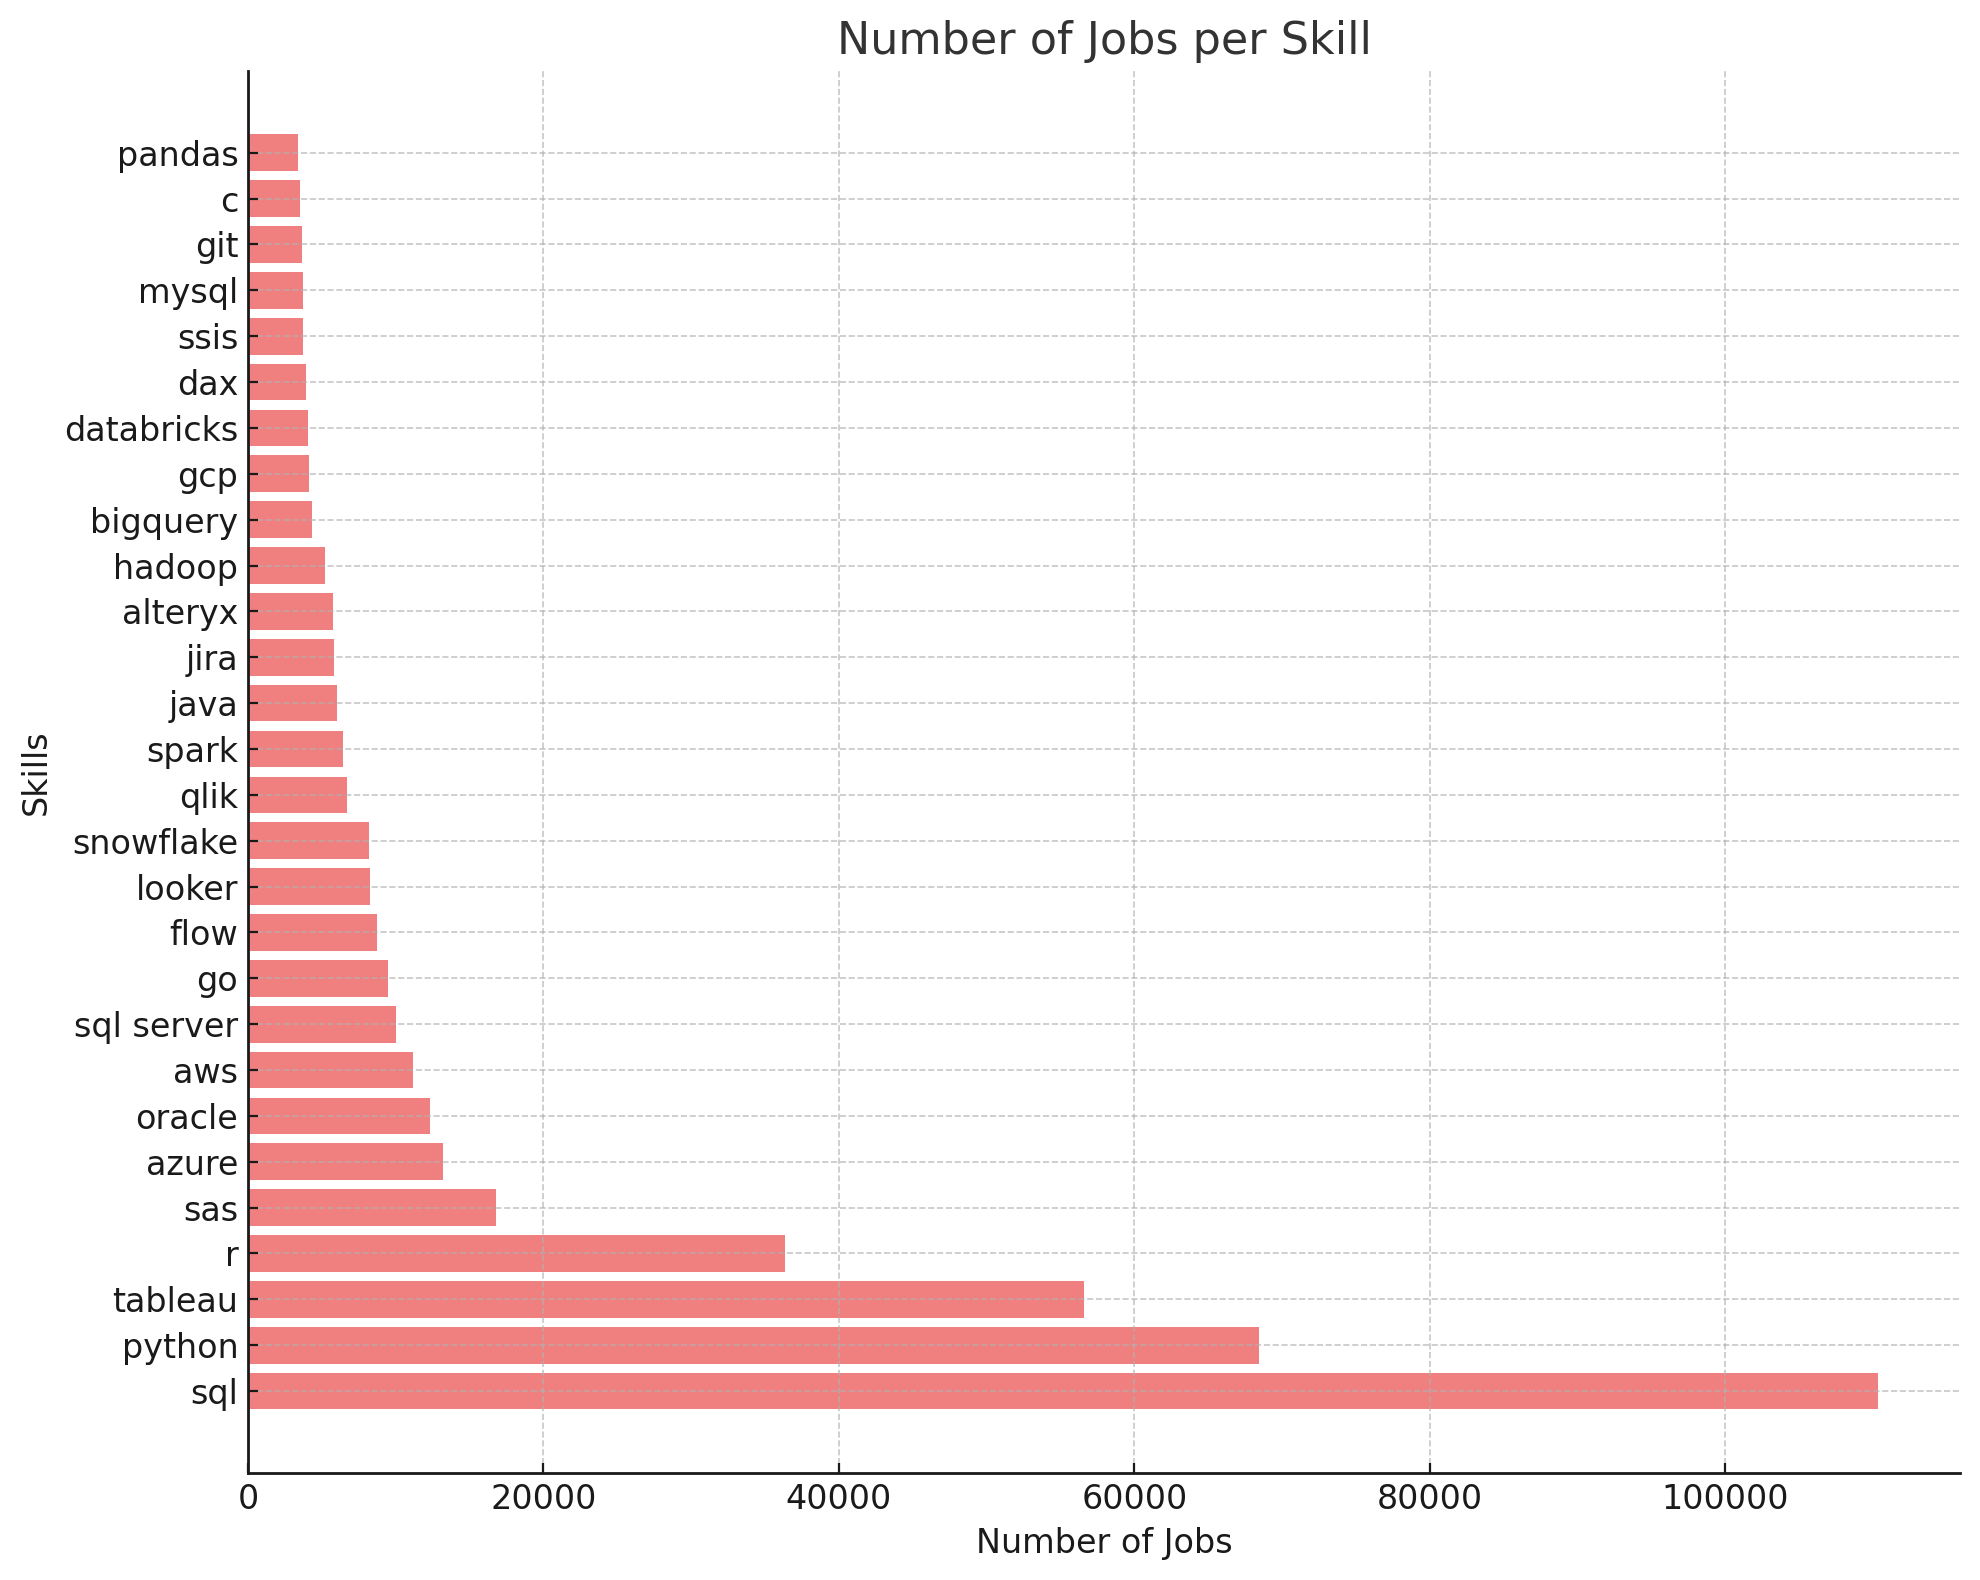 Number of Jobs per Skill
pandas
c
git
mysql
ssis
dax
databricks
gcp
bigquery
hadoop
alteryx
jira
java
spark
qlik
snowflake
looker
flow
go
sql server
aws
oracle
azure
sas
r
tableau
python
sql
Skills
0 20000 40000 60000 80000 100000
Number of Jobs